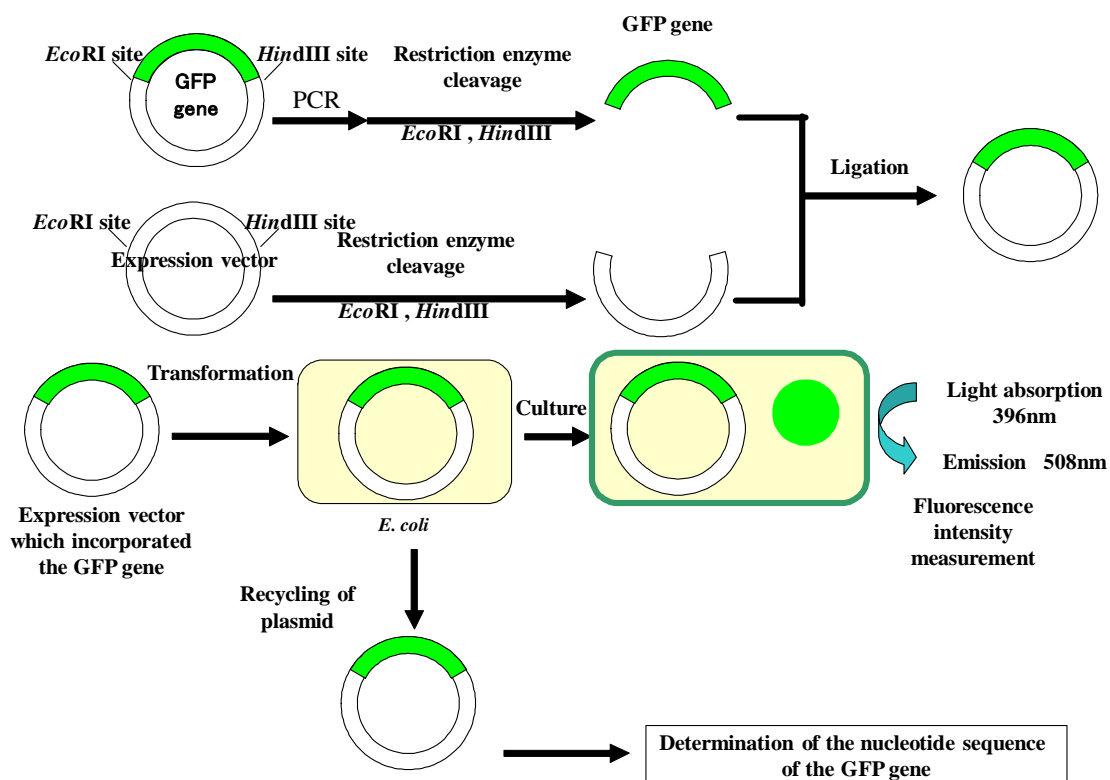 GFP gene
EcoRI site
HindIII site
GFP
gene
Restriction enzyme
cleavage
PCR
EcoRI , HindIII
Ligation
EcoRI site
HindIII site
Expression vector
Restriction enzyme
cleavage
EcoRI , HindIII
Transformation
Culture
Light absorption
396nm
Emission 508nm
Fluorescence
intensity
measurement
Expression vector
which incorporated
the GFP gene
E. coli
Recycling of
plasmid
Determination of the nucleotide sequence
of the GFP gene